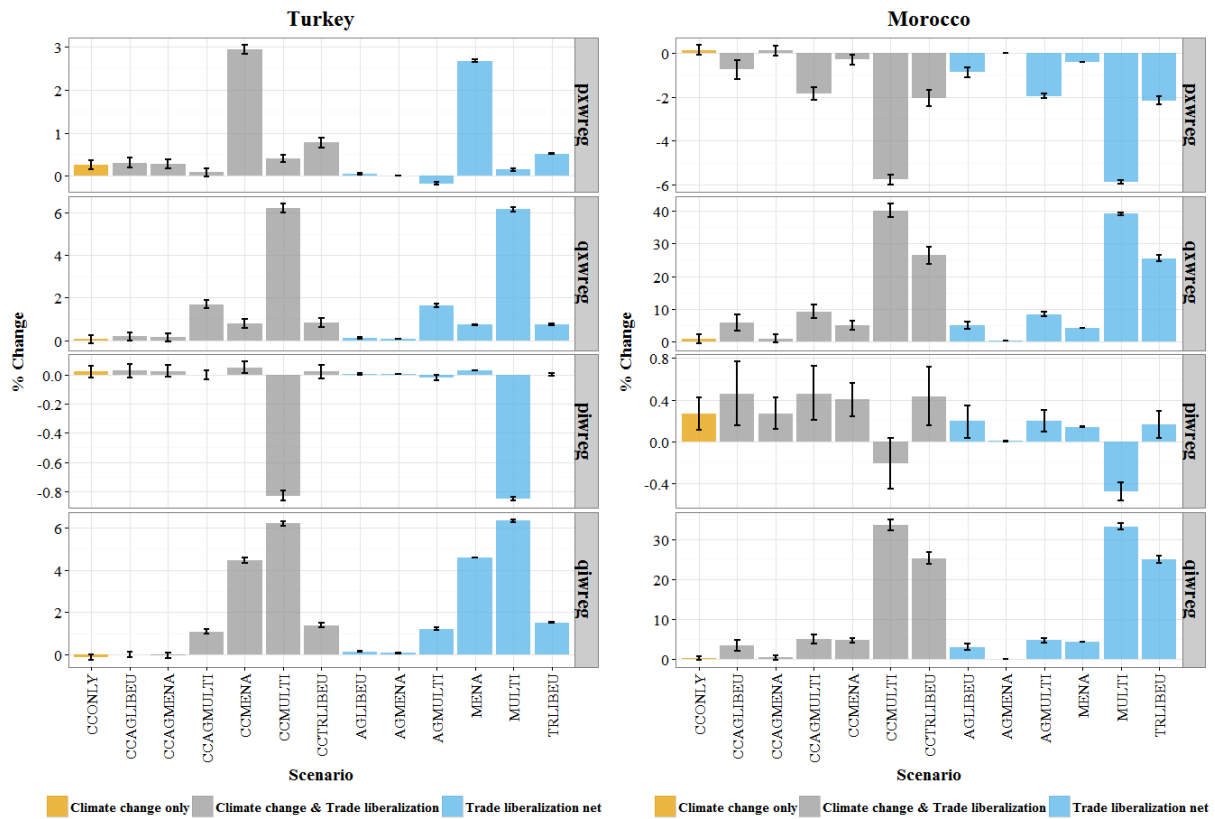 Turkey
% Change
3
2
1
0
pxwreg
6
4
2
0
qxwreg
0.0
-0.2
-0.4
-0.6
-0.8
piwreg
6
4
2
0
qiwreg
CCONLY
CCAGLIBEU
CCAGMENA
CCAGMULTI
CCMENA
CCMULTI
CCTRLIBEU
AGLIBEU
AGMENA
AGMULTI
MENA
MULTI
TRLIBEU
Scenario
Climate change only Climate change & Trade liberalization Trade liberalization net
Morocco
% Change
0
-2
-4
-6
pxwreg
40
30
20
10
0
qxwreg
0.8
0.4
0.0
-0.4
piwreg
30
20
10
0
qiwreg
CCONLY
CCAGLIBEU
CCAGMENA
CCAGMULTI
CCMENA
CCMULTI
CCTRLIBEU
AGLIBEU
AGMENA
AGMULTI
MENA
MULTI
TRLIBEU
Scenario
Climate change only Climate change & Trade liberalization Trade liberalization net